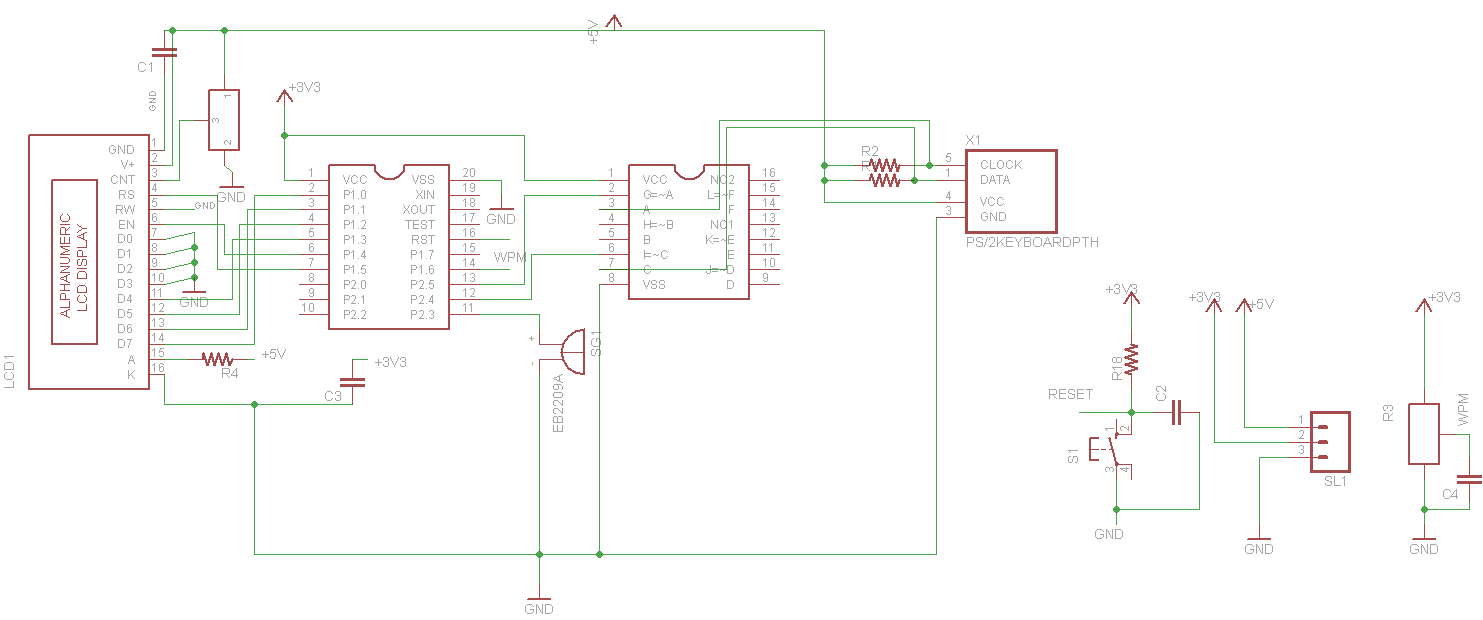 +5V
C1
GND
1
3
2
GND
+3V3
LCD1
ALPHANUMERIC
LCD DISPLAY
GND 1
V+ 2
CNT 3
RS 4
RW 5
GND
EN 6
D0 7
D1 8
D2 9
D3 10
GND
D4 11
D5 12
D6 13
D7 14
A 15
K 16
R4
+5V
C3
+3V3
1 VCC VSS 20
2 P1.0 XIN 19
3 P1.1 XOUT 18
4 P1.2 TEST 17
5 P1.3 RST 16
6 P1.4 P1.7 15
7 P1.5 P1.6 14
8 P2.0 P2.5 13
9 P2.1 P2.4 12
10 P2.2 P2.3 11
GND
WPM
+
-
SG1
EB2209A
1 VCC NC2 16
2 G=~A L=~F 15
3 A F 14
4 H=~B NC1 13
5 B K=~E 12
6 I=~C E 11
7 C J=~D 10
8 VSS D 9
R2
X1
5 CLOCK
1 DATA
4 VCC
3 GND
PS/2KEYBOARDPTH
GND
+3V3
R18
RESET
C2
S1
1
2
3
4
GND
+3V3
+5V
1
2
3
SL1
GND
+3V3
R3
WPM
C4
GND